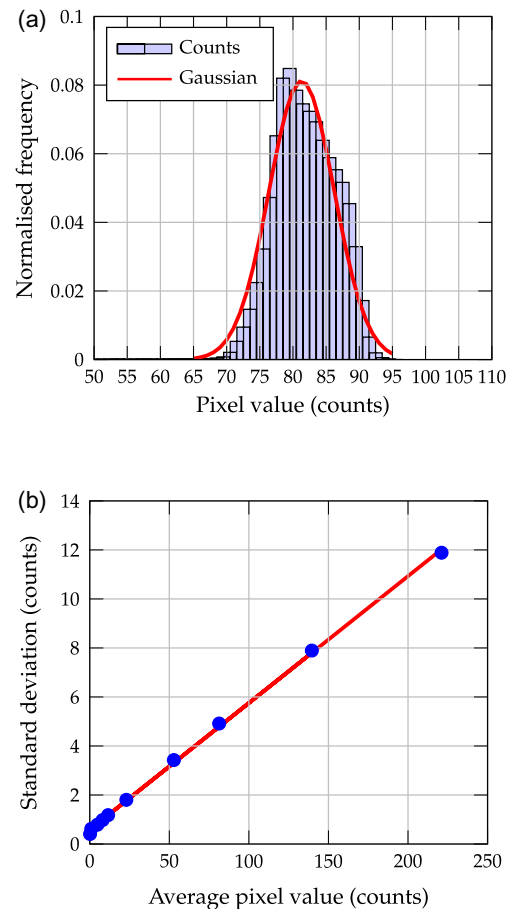 (a)
Counts
Gaussian
0.1
0.08
0.06
0.04
0.02
0
Normalised frequency
50 55 60 65 70 75 80 85 90 95 100 105 110
Pixel value (counts)
(b)
14
12
10
8
6
4
2
0
Standard deviation (counts)
0 50 100 150 200 250
Average pixel value (counts)